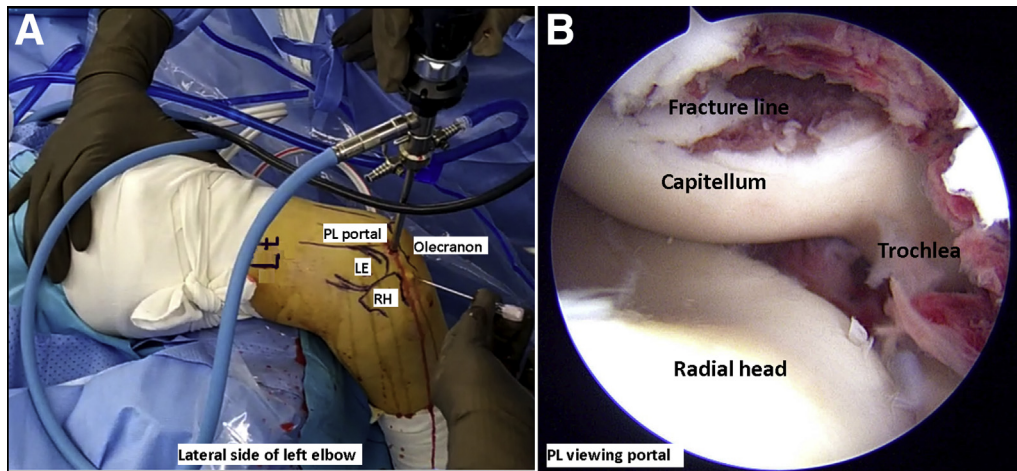 A
PL portal
Olecranon
LE
RH
Lt
Lateral side of left elbow
B
Fracture line
Capitellum
Trochlea
Radial head
PL viewing portal